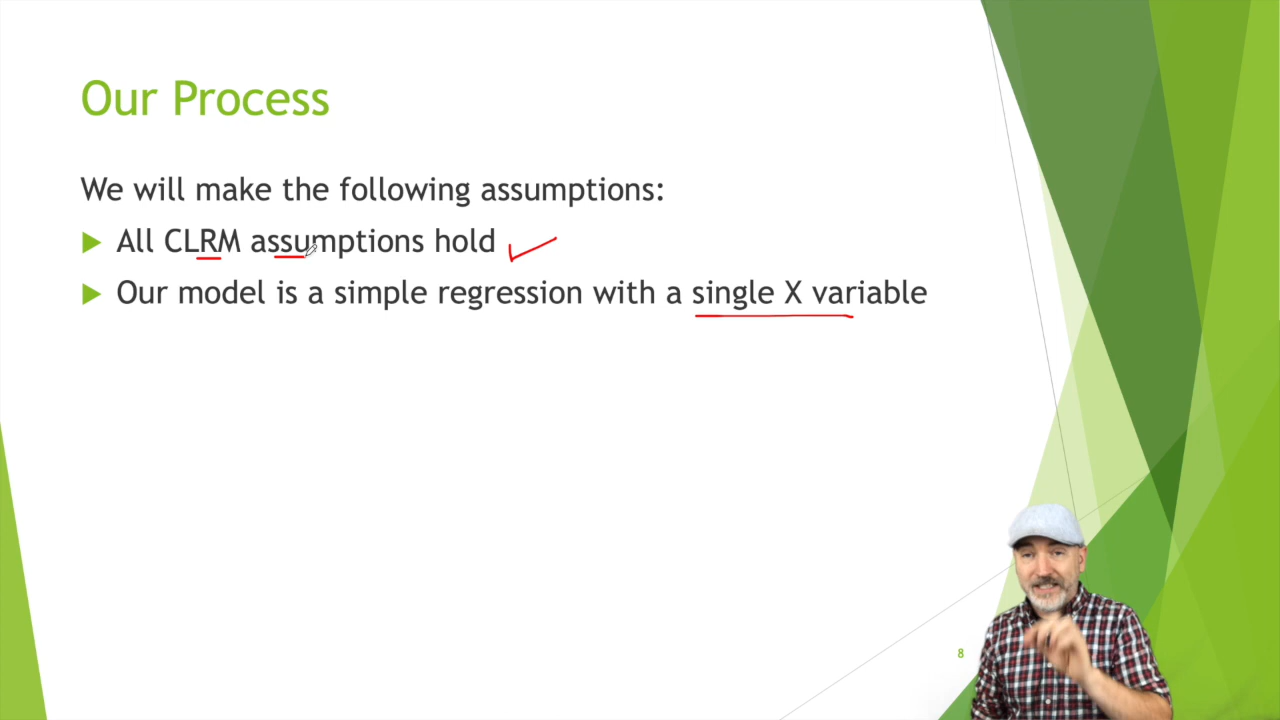 Our Process
We will make the following assumptions:
All CLRM assumptions hold
Our model is a simple regression with a single X variable
8